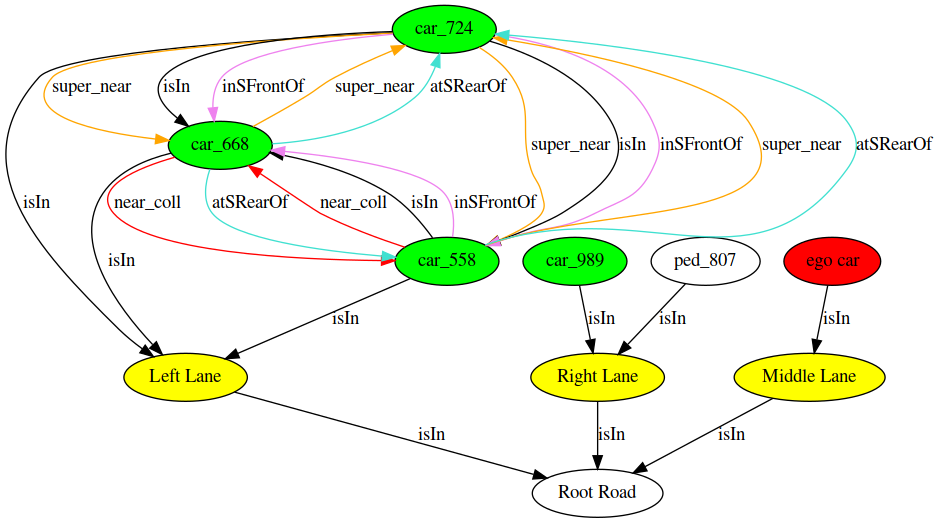 car_724
super_near
isIn
inSFrontOf
super_near
atSRearOf
car_668
super_near
isIn
inSFrontOf
super_near
atSRearOf
isIn
near_coll
atSRearOf
near_coll
isIn
inSFrontOf
isIn
car_558
car_989
ped_807
ego car
isIn
isIn
isIn
isIn
Left Lane
Right Lane
Middle Lane
isIn
isIn
isIn
Root Road